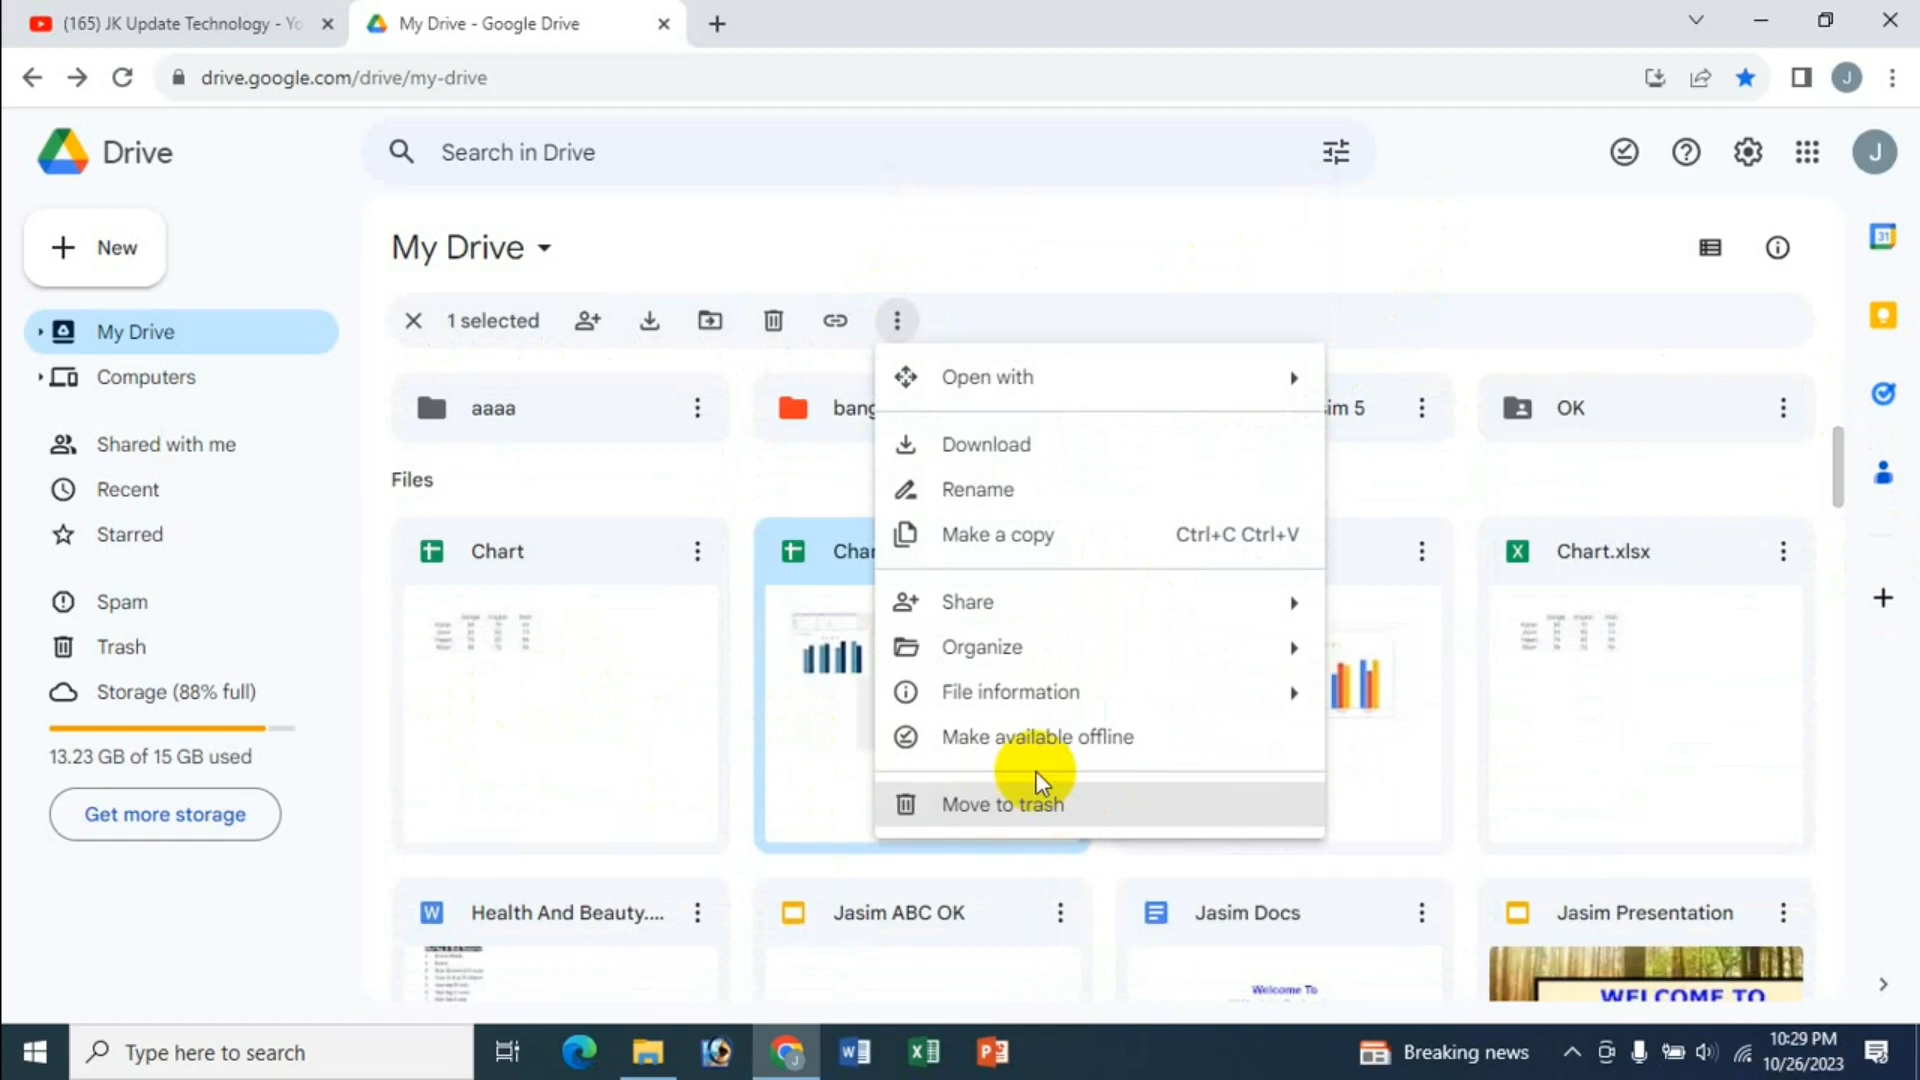 (165) JK Update Technology - Yo
My Drive - Google Drive
drive.google.com/drive/my-drive
J
Drive
Search in Drive
J
New
My Drive
31
1 selected
My Drive
Computers
Shared with me
Recent
Starred
Spam
Trash
Storage (88% full)
13.23 GB of 15 GB used
Get more storage
aaaa
bang
im 5
OK
Files
Chart
Char
Chart.xlsx
Open with
Download
Rename
Make a copy Ctrl+C Ctrl+V
Share
Organize
File information
Make available offline
Move to trash
Health And Beauty....
Jasim ABC OK
Jasim Docs
Jasim Presentation
Welcome To
WELCOME TO
Type here to search
Breaking news
10:29 PM
10/26/2023